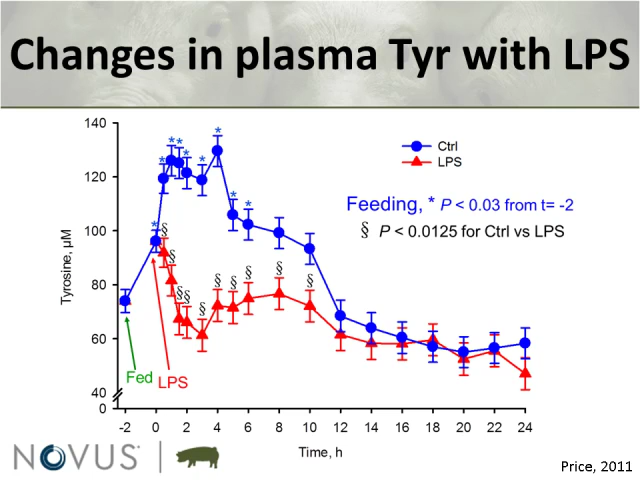 Changes in plasma Tyr with LPS
140
120
100
80
60
40
0
Tyrosine, µM
Ctrl
LPS
Feeding, * P < 0.03 from t= -2
§ P < 0.0125 for Ctrl vs LPS
* * * * * * * * *
§ § § § § § § § § §
Fed LPS
-2 0 2 4 6 8 10 12 14 16 18 20 22 24
Time, h
NOVUS
Price, 2011